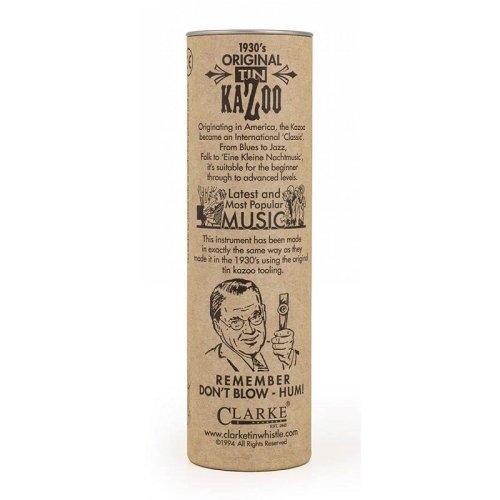 1930's
ORIGINAL
TIN
KAZOO
Originating in America, the Kazoo
became an International 'Classic'.
From Blues to Jazz,
Folk to 'Eine Kleine Nachtmusic',
it's suitable for the beginner
through to advanced levels.
Latest and
Most Popular
MUSIC
This instrument has been made
in exactly the same way as they
made it in the 1930's using the original
tin kazoo tooling.
REMEMBER
DON'T BLOW - HUM!
CLARKE®
EST. 1843
www.clarketinwhistle.com
©1994 All Rights Reserved